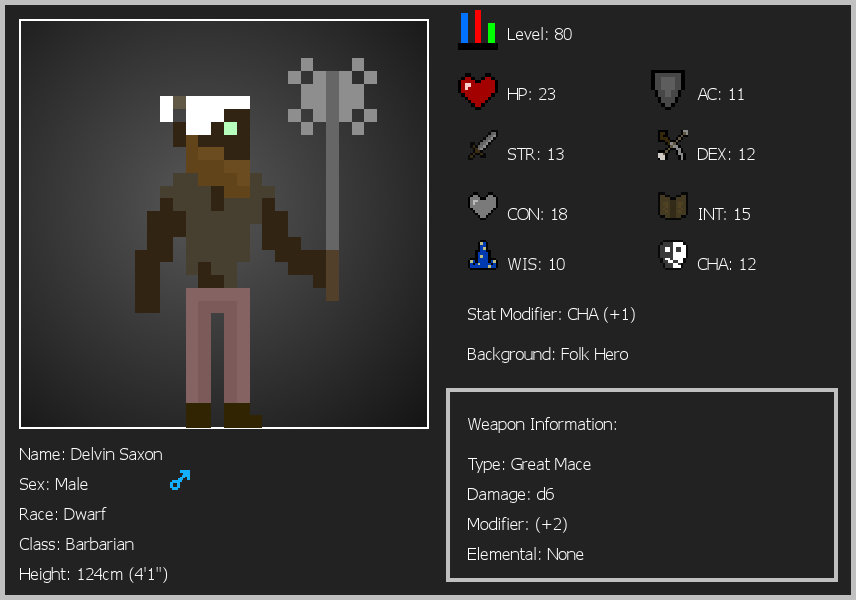 Level: 80
HP: 23
AC: 11
STR: 13
DEX: 12
CON: 18
INT: 15
WIS: 10
CHA: 12
Stat Modifier: CHA (+1)
Background: Folk Hero
Weapon Information:
Type: Great Mace
Damage: d6
Modifier: (+2)
Elemental: None
Name: Delvin Saxon
Sex: Male
Race: Dwarf
Class: Barbarian
Height: 124cm (4'1")